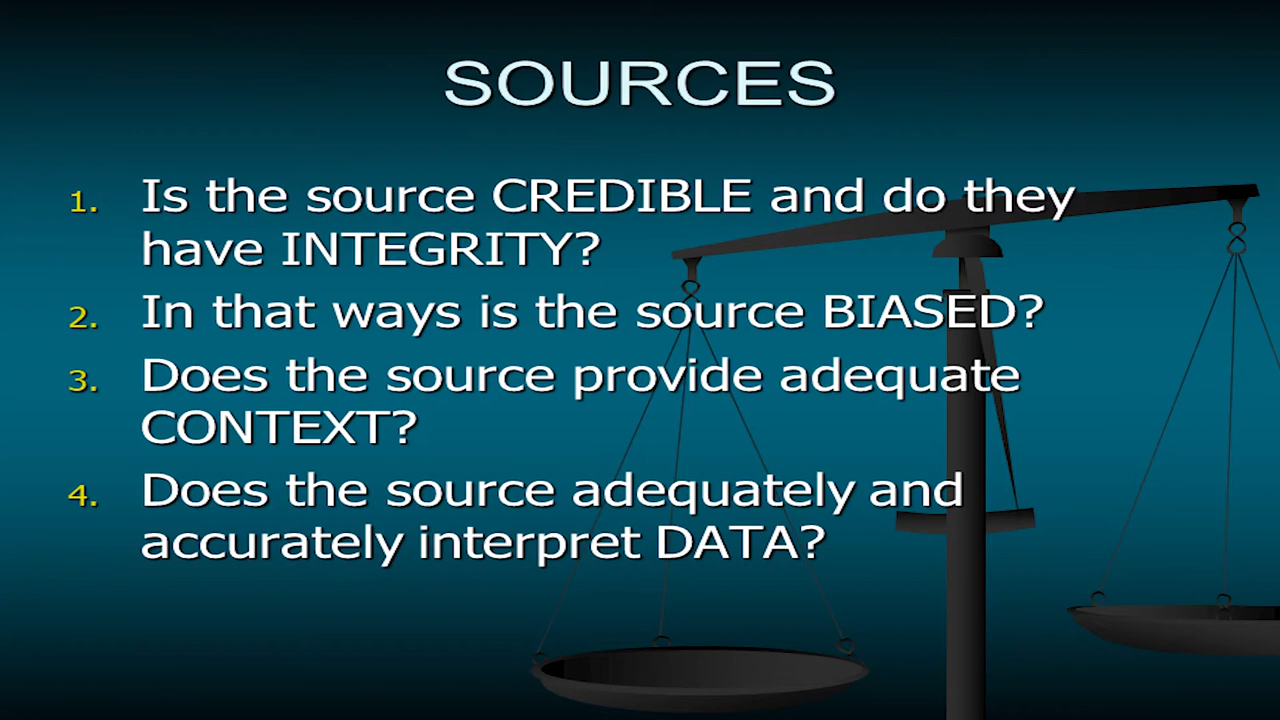 SOURCES
1. Is the source CREDIBLE and do they
have INTEGRITY?
2. In that ways is the source BIASED?
3. Does the source provide adequate
CONTEXT?
4. Does the source adequately and
accurately interpret DATA?